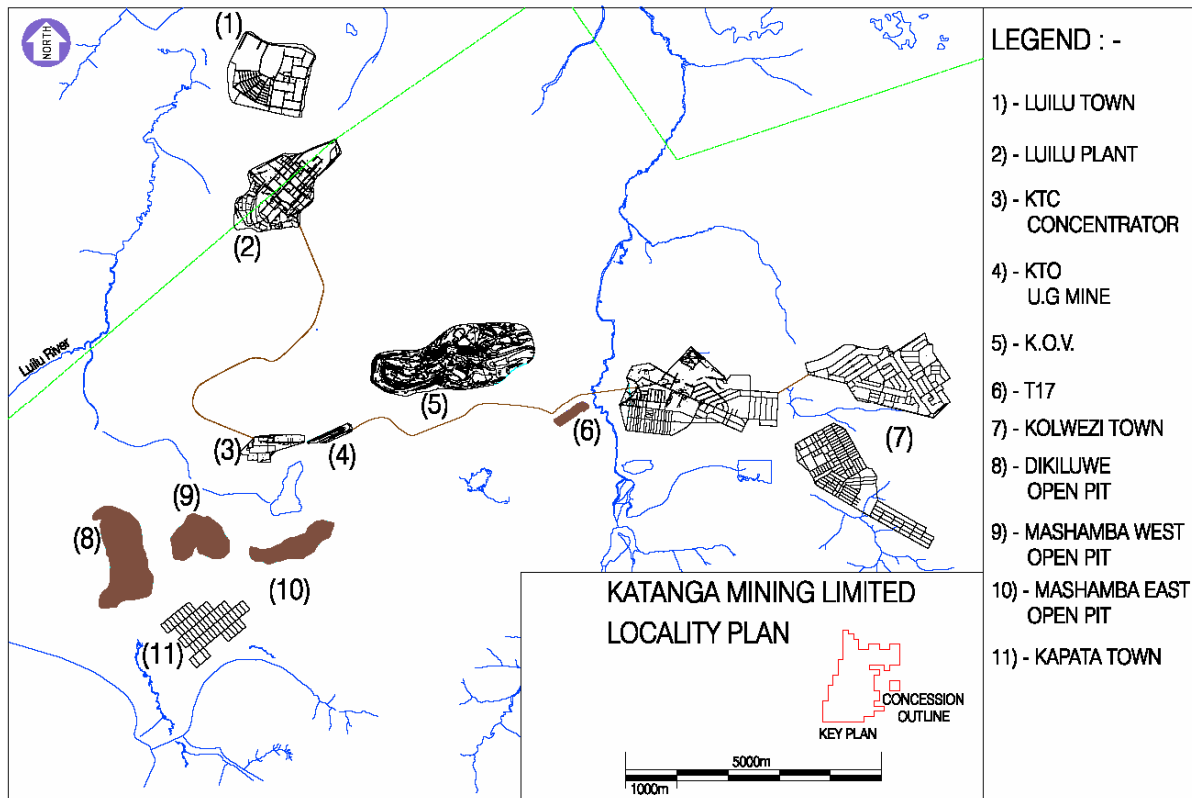 NORTH
(1)
(2)
Luilu River
(3)
(4)
(5)
(6)
(7)
(8)
(9)
(10)
(11)
LEGEND : -
1) - LUILU TOWN
2) - LUILU PLANT
3) - KTC
CONCENTRATOR
4) - KTO
U.G MINE
5) - K.O.V.
6) - T17
7) - KOLWEZI TOWN
8) - DIKILUWE
OPEN PIT
9) - MASHAMBA WEST
OPEN PIT
10) - MASHAMBA EAST
OPEN PIT
11) - KAPATA TOWN
KATANGA MINING LIMITED
LOCALITY PLAN
CONCESSION
OUTLINE
KEY PLAN
5000m
1000m